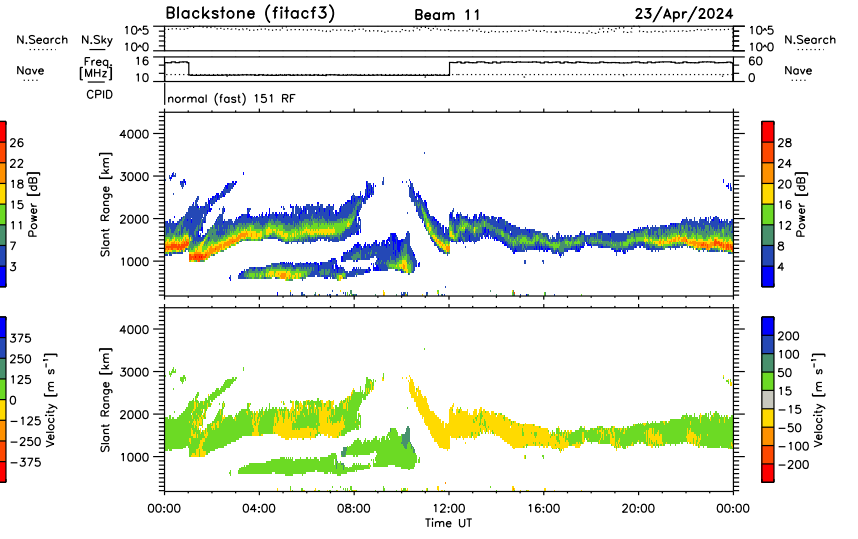 Blackstone (fitacf3) Beam 11 23/Apr/2024
N.Search N.Sky 10^5 10^5 N.Search
10^0 10^0
Nave Freq. [MHz] 16 60 Nave
10 0
CPID normal (fast) 151 RF
Slant Range [km] 4000 3000 2000 1000
Power [dB] 26 22 18 15 11 7 3
Power [dB] 28 24 20 16 12 8 4
Slant Range [km] 4000 3000 2000 1000
Velocity [m s⁻¹] 375 250 125 0 −125 −250 −375
Velocity [m s⁻¹] 200 100 50 15 −15 −50 −100 −200
00:00 04:00 08:00 12:00 16:00 20:00 00:00
Time UT